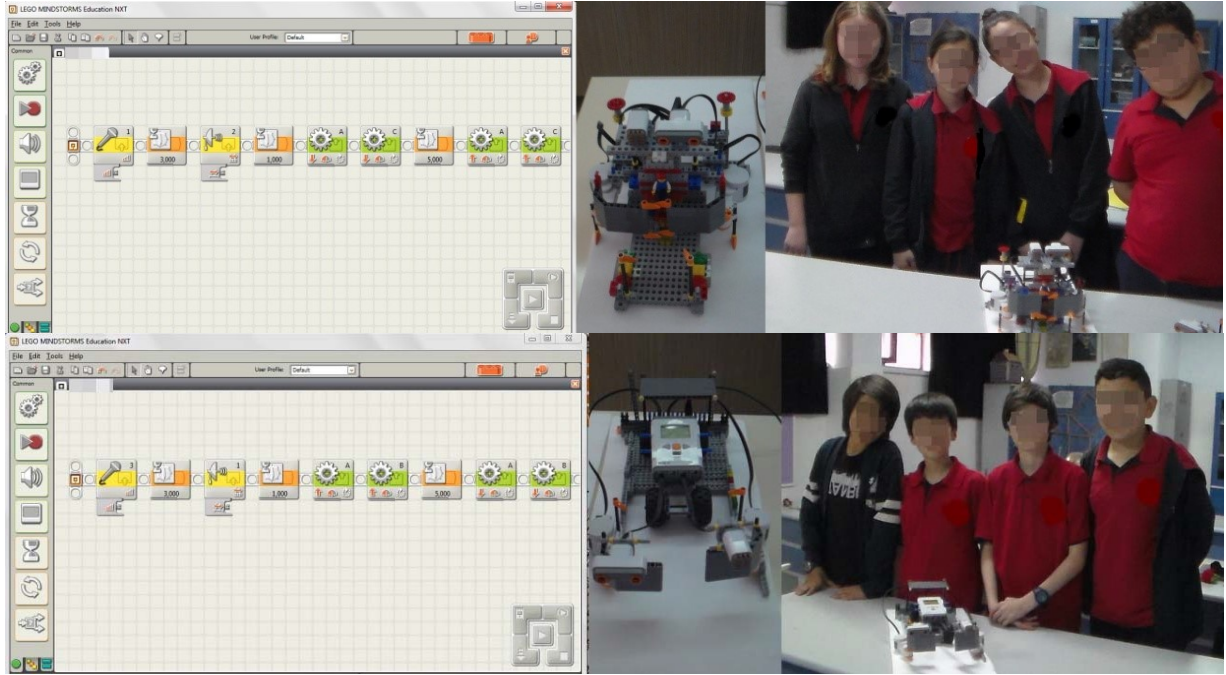 LEGO MINDSTORMS Education NXT
File Edit Tools Help
User Profile: Default
Common
1 2 A C A C
3,000 1,000 5,000
LEGO MINDSTORMS Education NXT
File Edit Tools Help
User Profile: Default
Common
3 1 A B A B
3,000 1,000 5,000